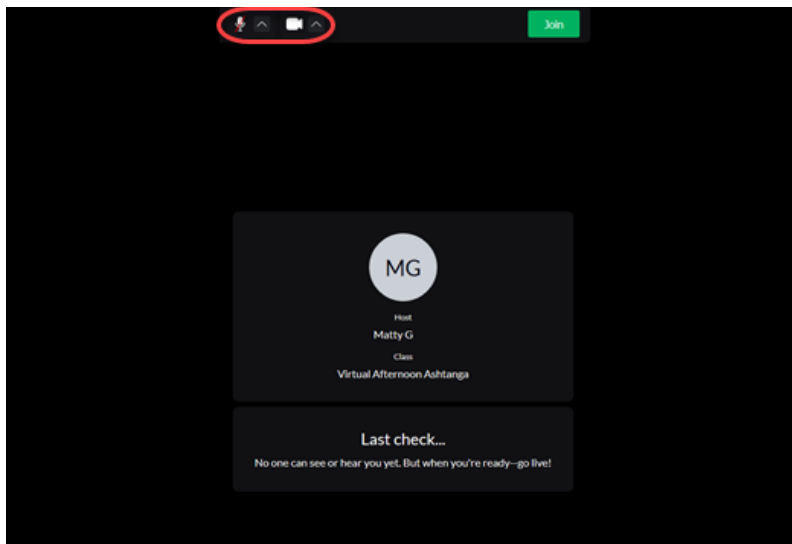 Join
MG
Host
Matty G
Class
Virtual Afternoon Ashtanga
Last check...
No one can see or hear you yet. But when you're ready—go live!